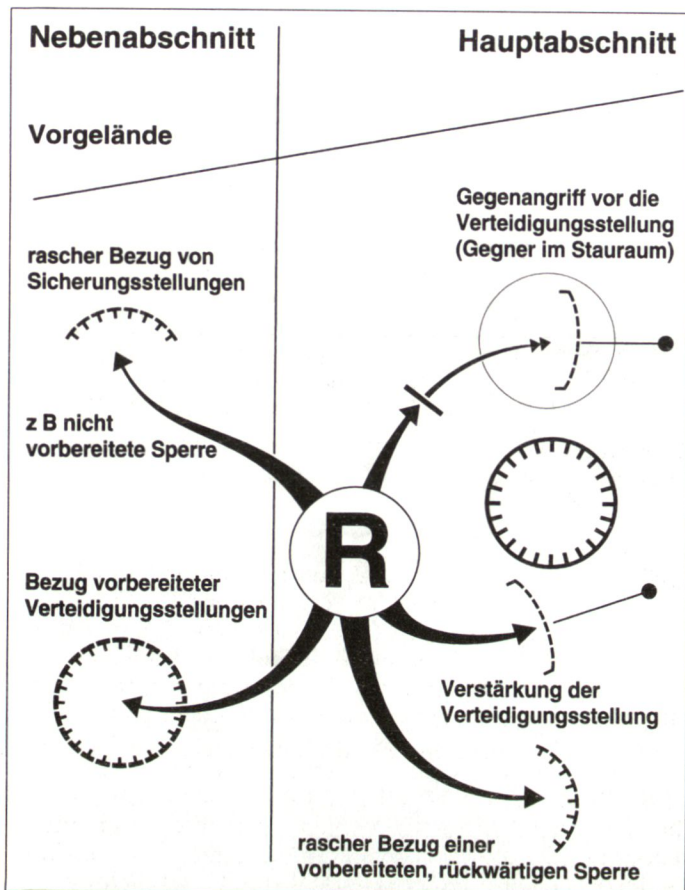 Nebenabschnitt
Hauptabschnitt
Vorgelände
Gegenangriff vor die
Verteidigungsstellung
(Gegner im Stauraum)
rascher Bezug von
Sicherungsstellungen
z B nicht
vorbereitete Sperre
R
Bezug vorbereiteter
Verteidigungsstellungen
Verstärkung der
Verteidigungsstellung
rascher Bezug einer
vorbereiteten, rückwärtigen Sperre